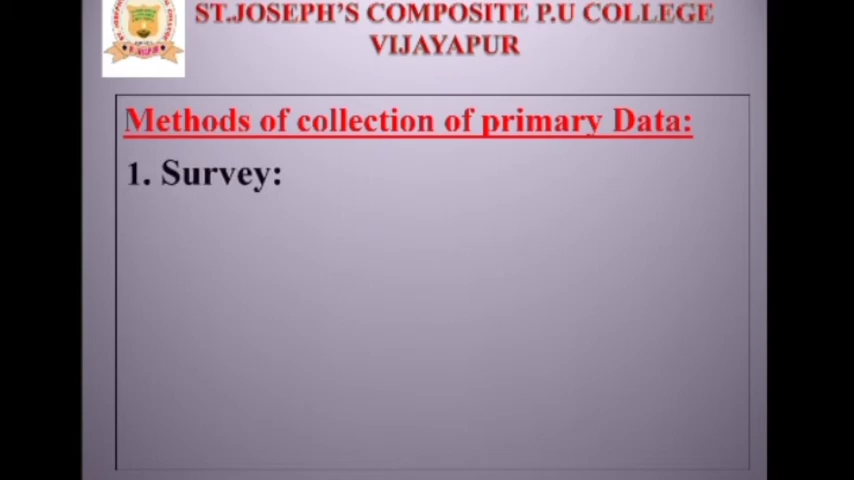 ST.JOSEPH'S COMPOSITE P.U COLLEGE
VIJAYAPUR
Methods of collection of primary Data:
1. Survey: